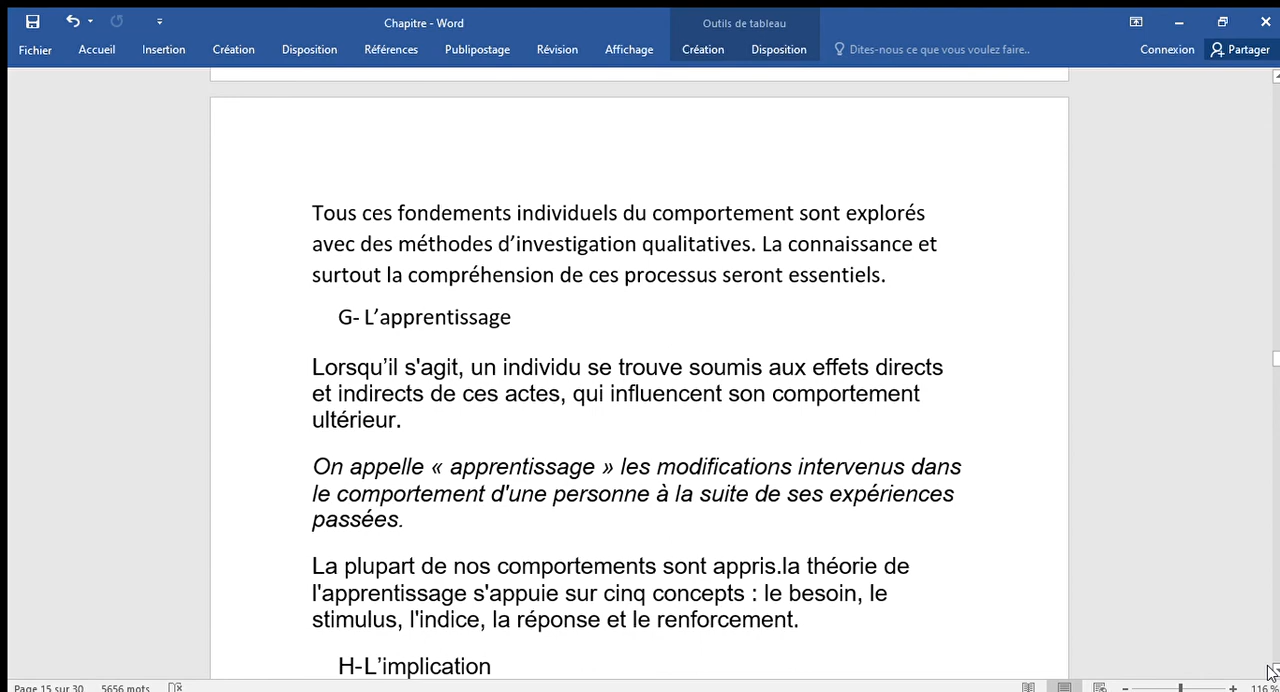 Chapitre - Word
Outils de tableau
Fichier Accueil Insertion Création Disposition Références Publipostage Révision Affichage Création Disposition Dites-nous ce que vous voulez faire.. Connexion Partager
Tous ces fondements individuels du comportement sont explorés
avec des méthodes d’investigation qualitatives. La connaissance et
surtout la compréhension de ces processus seront essentiels.
G- L’apprentissage
Lorsqu’il s'agit, un individu se trouve soumis aux effets directs
et indirects de ces actes, qui influencent son comportement
ultérieur.
On appelle « apprentissage » les modifications intervenus dans
le comportement d'une personne à la suite de ses expériences
passées.
La plupart de nos comportements sont appris.la théorie de
l'apprentissage s'appuie sur cinq concepts : le besoin, le
stimulus, l'indice, la réponse et le renforcement.
H-L’implication
Page 15 sur 30 5656 mots 116 %